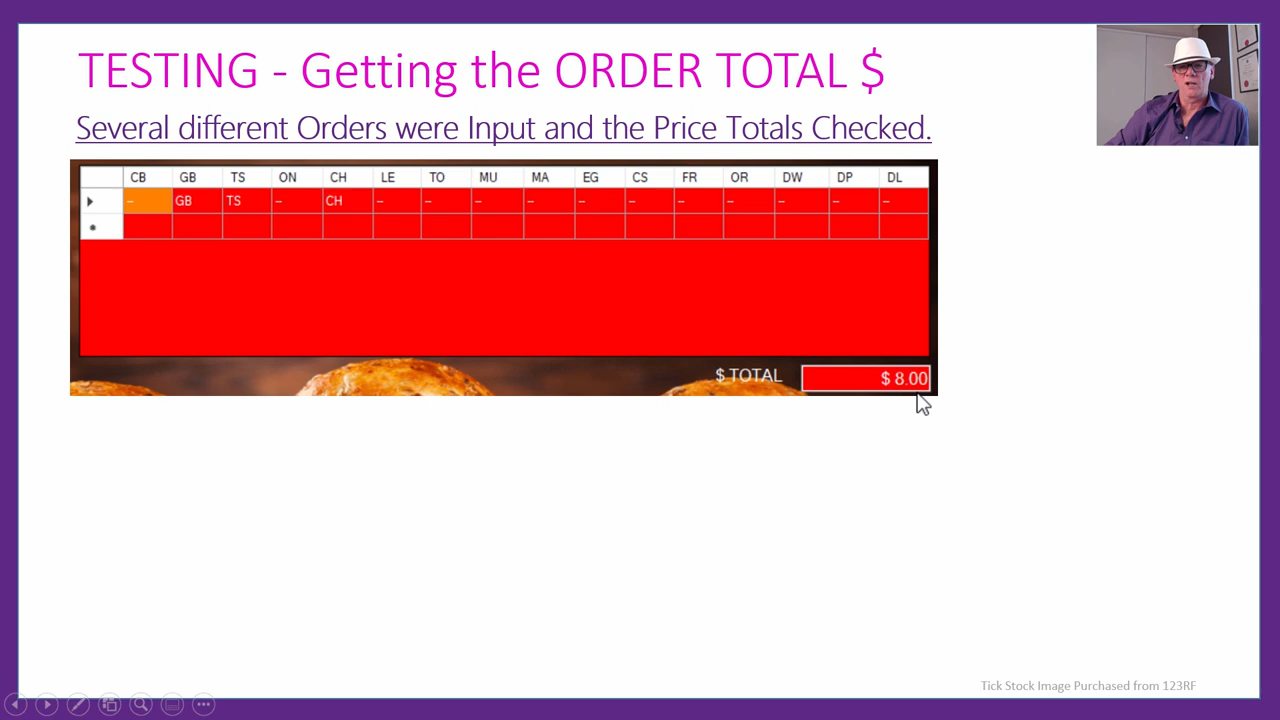 TESTING - Getting the ORDER TOTAL $
Several different Orders were Input and the Price Totals Checked.
CB GB TS ON CH LE TO MU MA EG CS FR OR DW DP DL
-- GB TS -- CH -- -- -- -- -- -- -- -- -- -- --
$ TOTAL $ 8.00
Tick Stock Image Purchased from 123RF